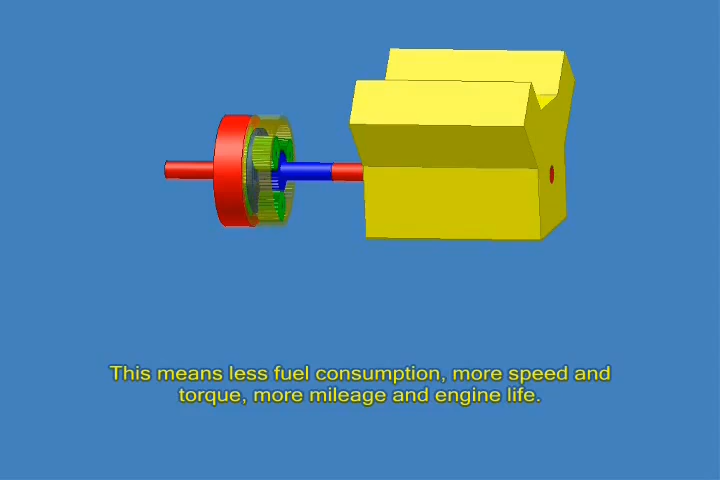 This means less fuel consumption, more speed and
torque, more mileage and engine life.